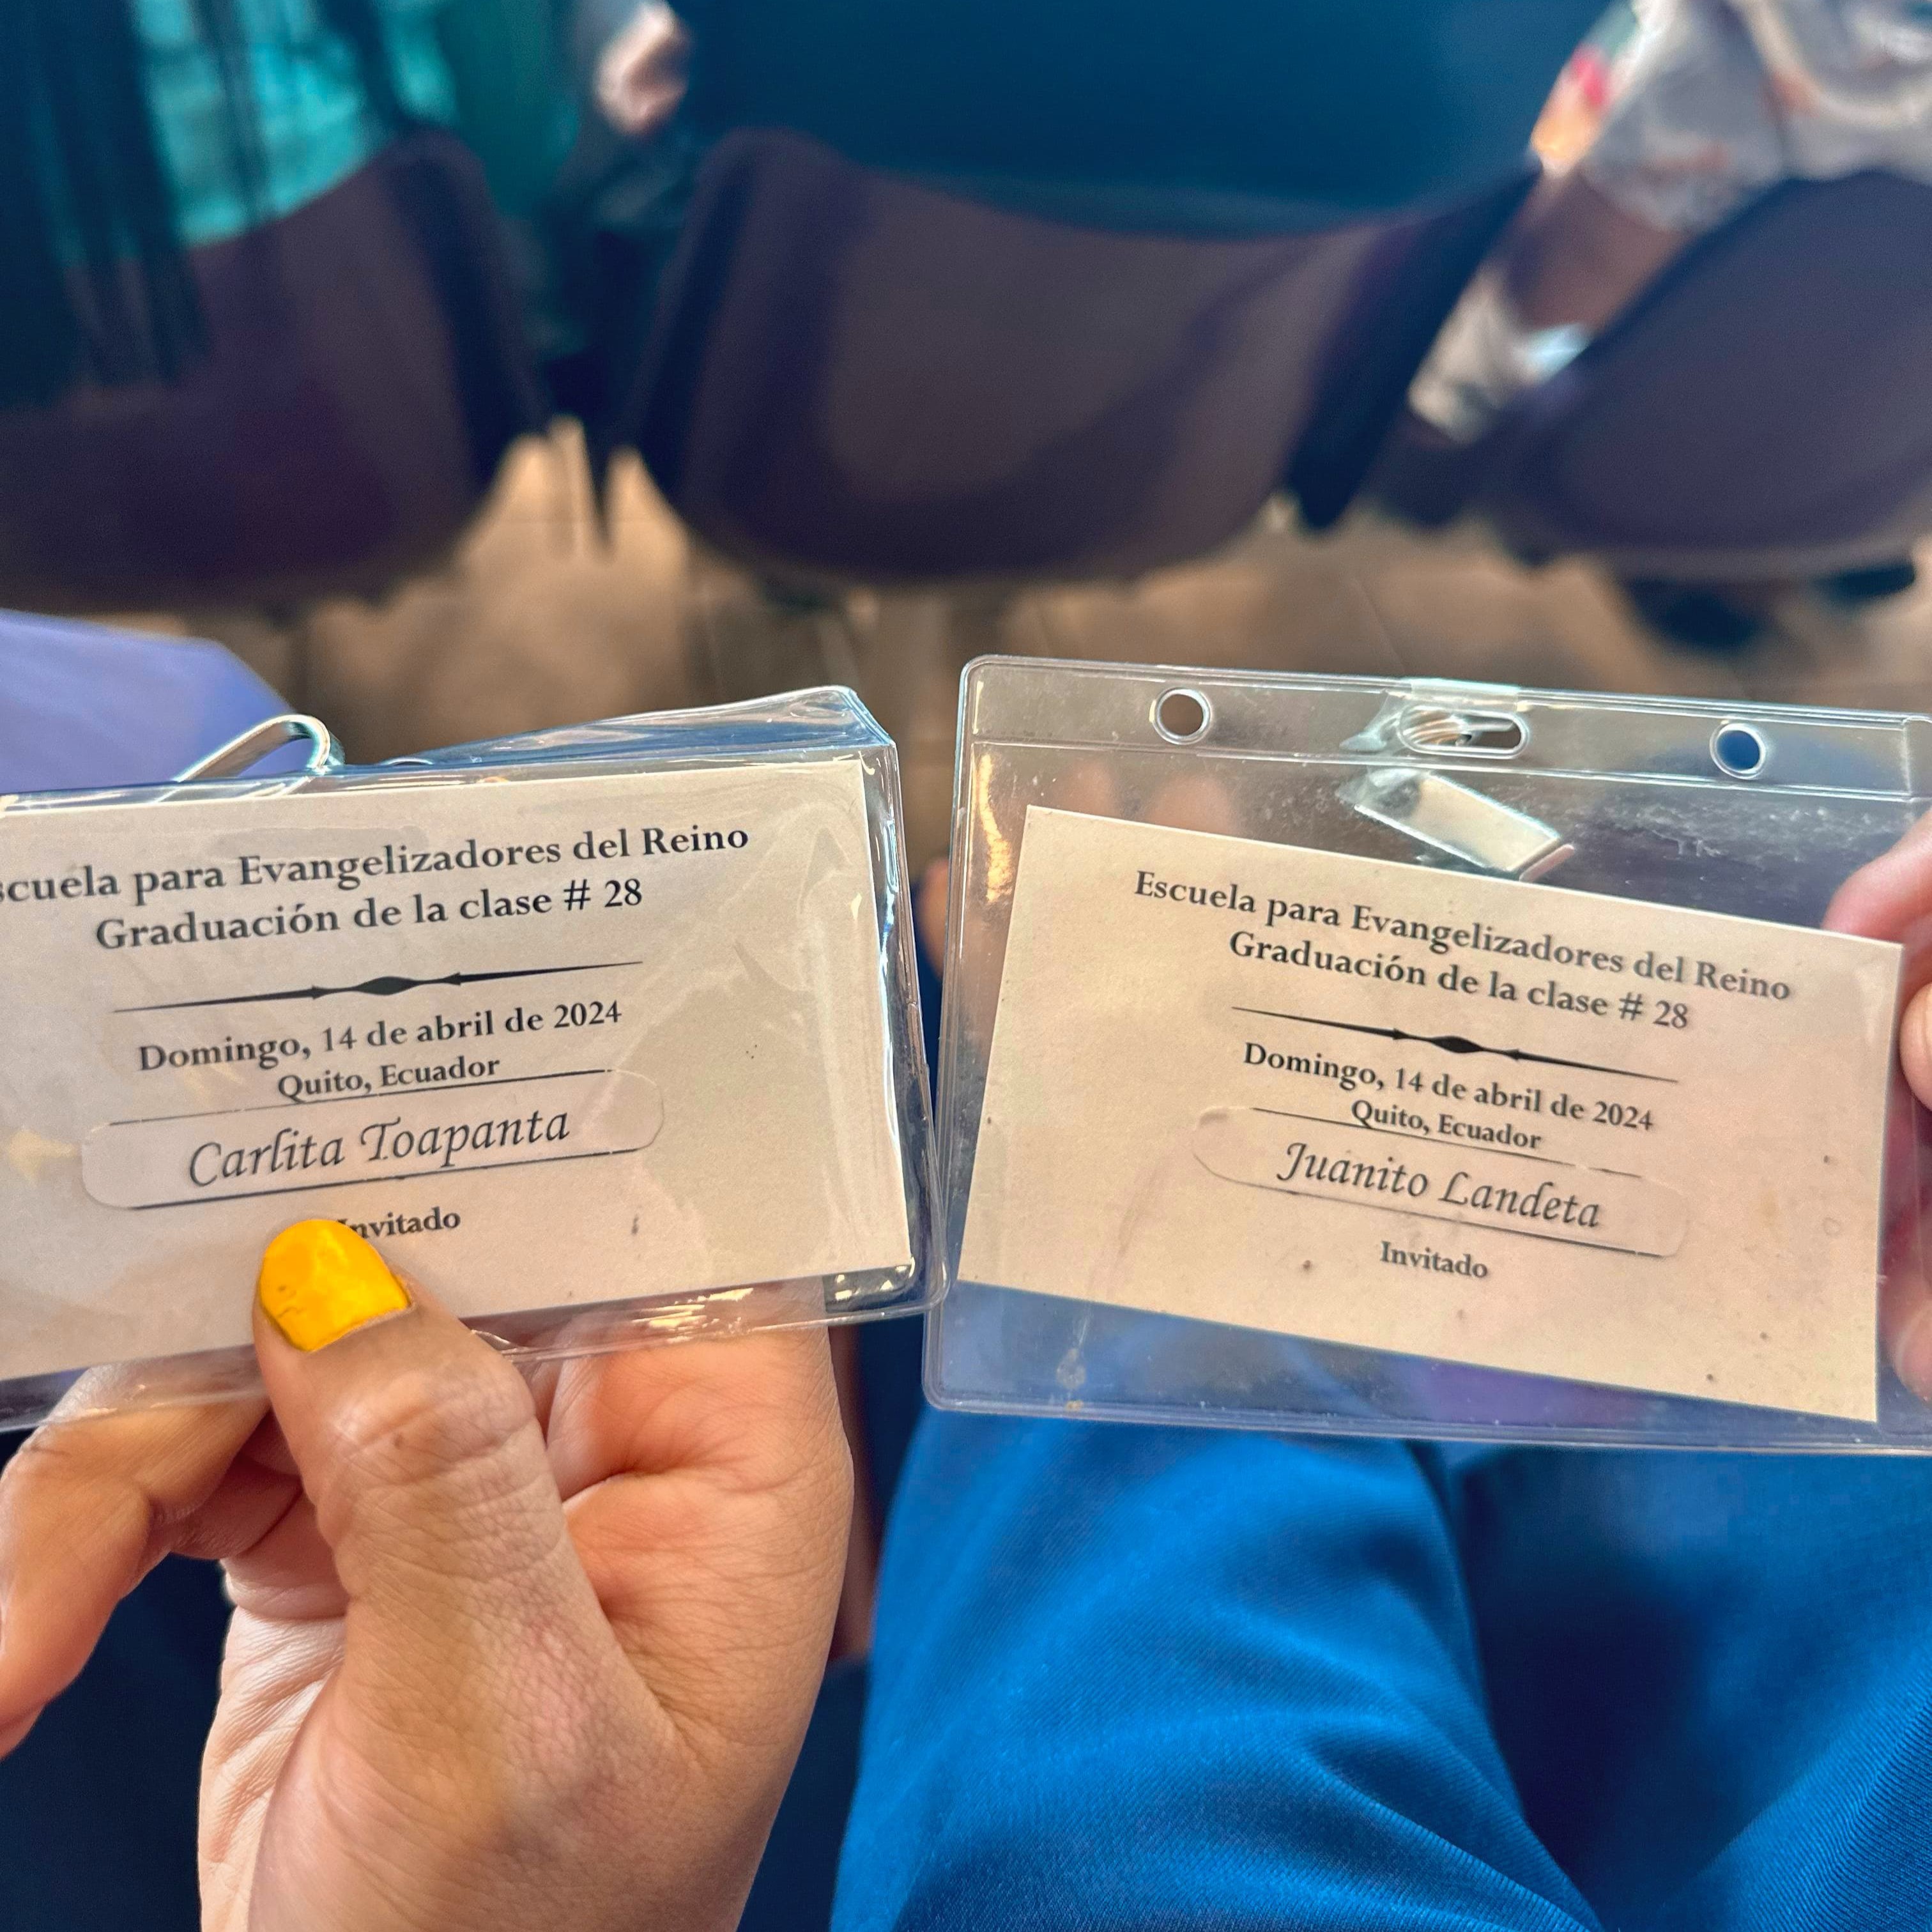 scuela para Evangelizadores del Reino
Graduación de la clase # 28
Domingo, 14 de abril de 2024
Quito, Ecuador
Carlita Toapanta
Invitado
Escuela para Evangelizadores del Reino
Graduación de la clase # 28
Domingo, 14 de abril de 2024
Quito, Ecuador
Juanito Landeta
Invitado